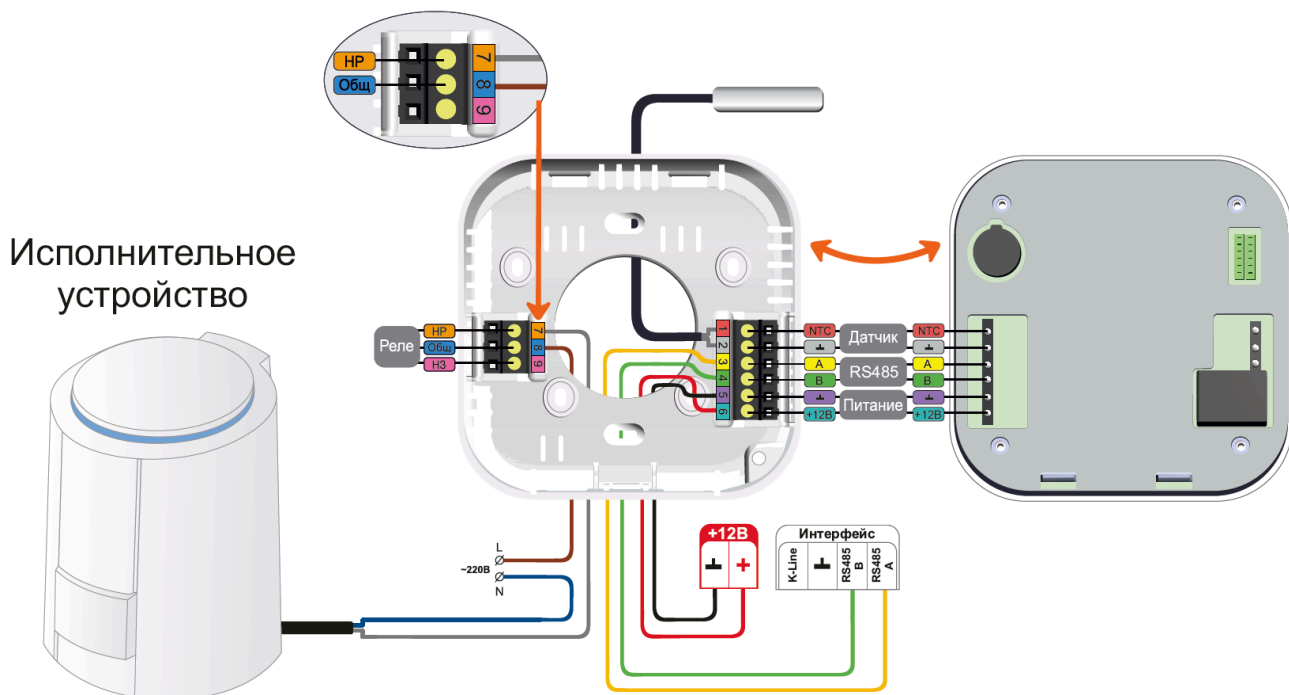 НР
Общ
7
8
9
Исполнительное
устройство
Реле
НР
Общ
НЗ
7
8
9
1
2
3
4
5
6
NTC
Датчик
NTC
A
RS485
A
B
B
Питание
+12В
+12В
L
~220В
N
+12В
+
Интерфейс
K-Line
RS485
B
RS485
A